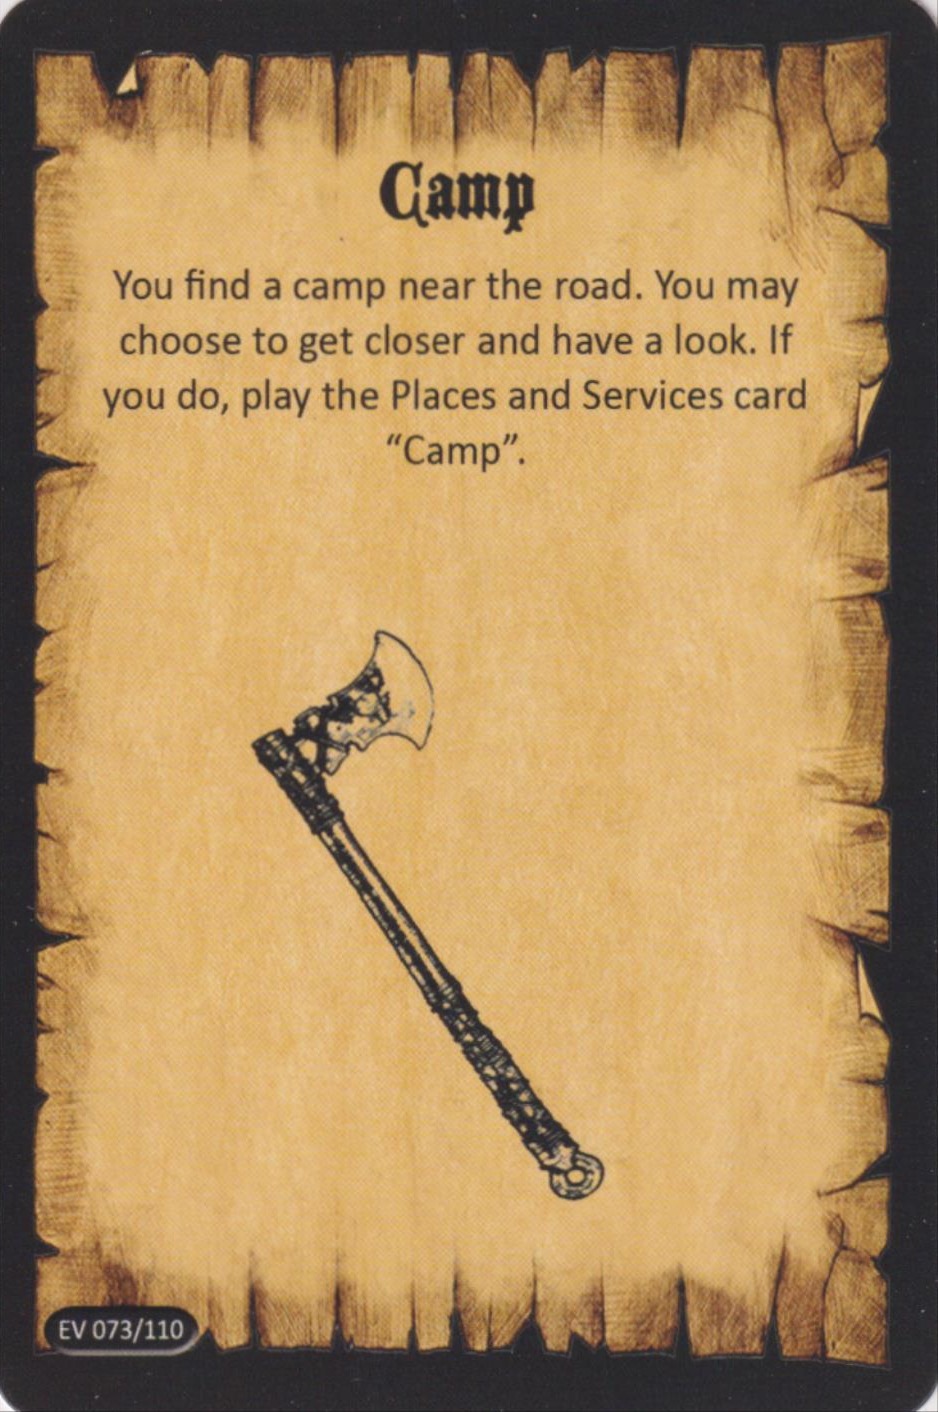 Camp
You find a camp near the road. You may
choose to get closer and have a look. If
you do, play the Places and Services card
“Camp”.
EV 073/110